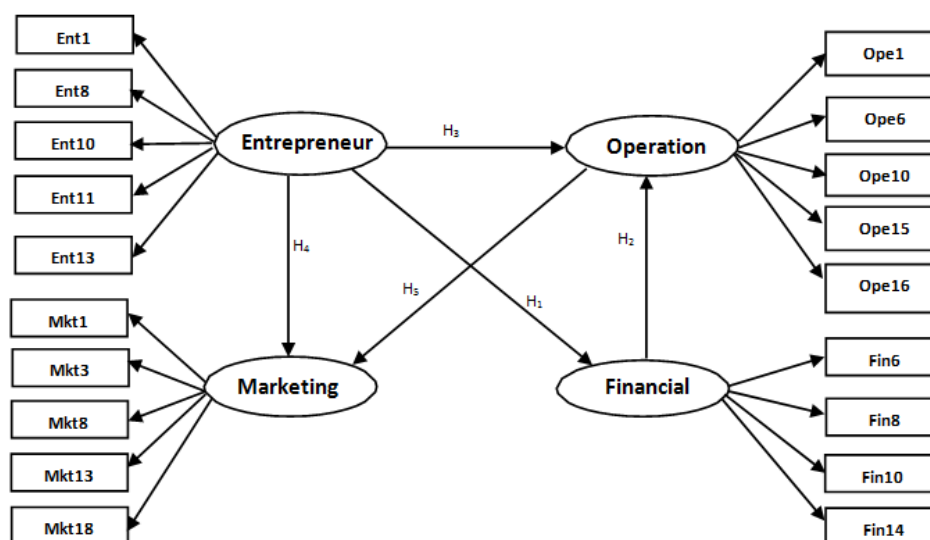 Ent1
Ent8
Ent10
Ent11
Ent13
Entrepreneur
H₃
Operation
Ope1
Ope6
Ope10
Ope15
Ope16
H₄
H₂
H₅
H₁
Mkt1
Mkt3
Mkt8
Mkt13
Mkt18
Marketing
Financial
Fin6
Fin8
Fin10
Fin14